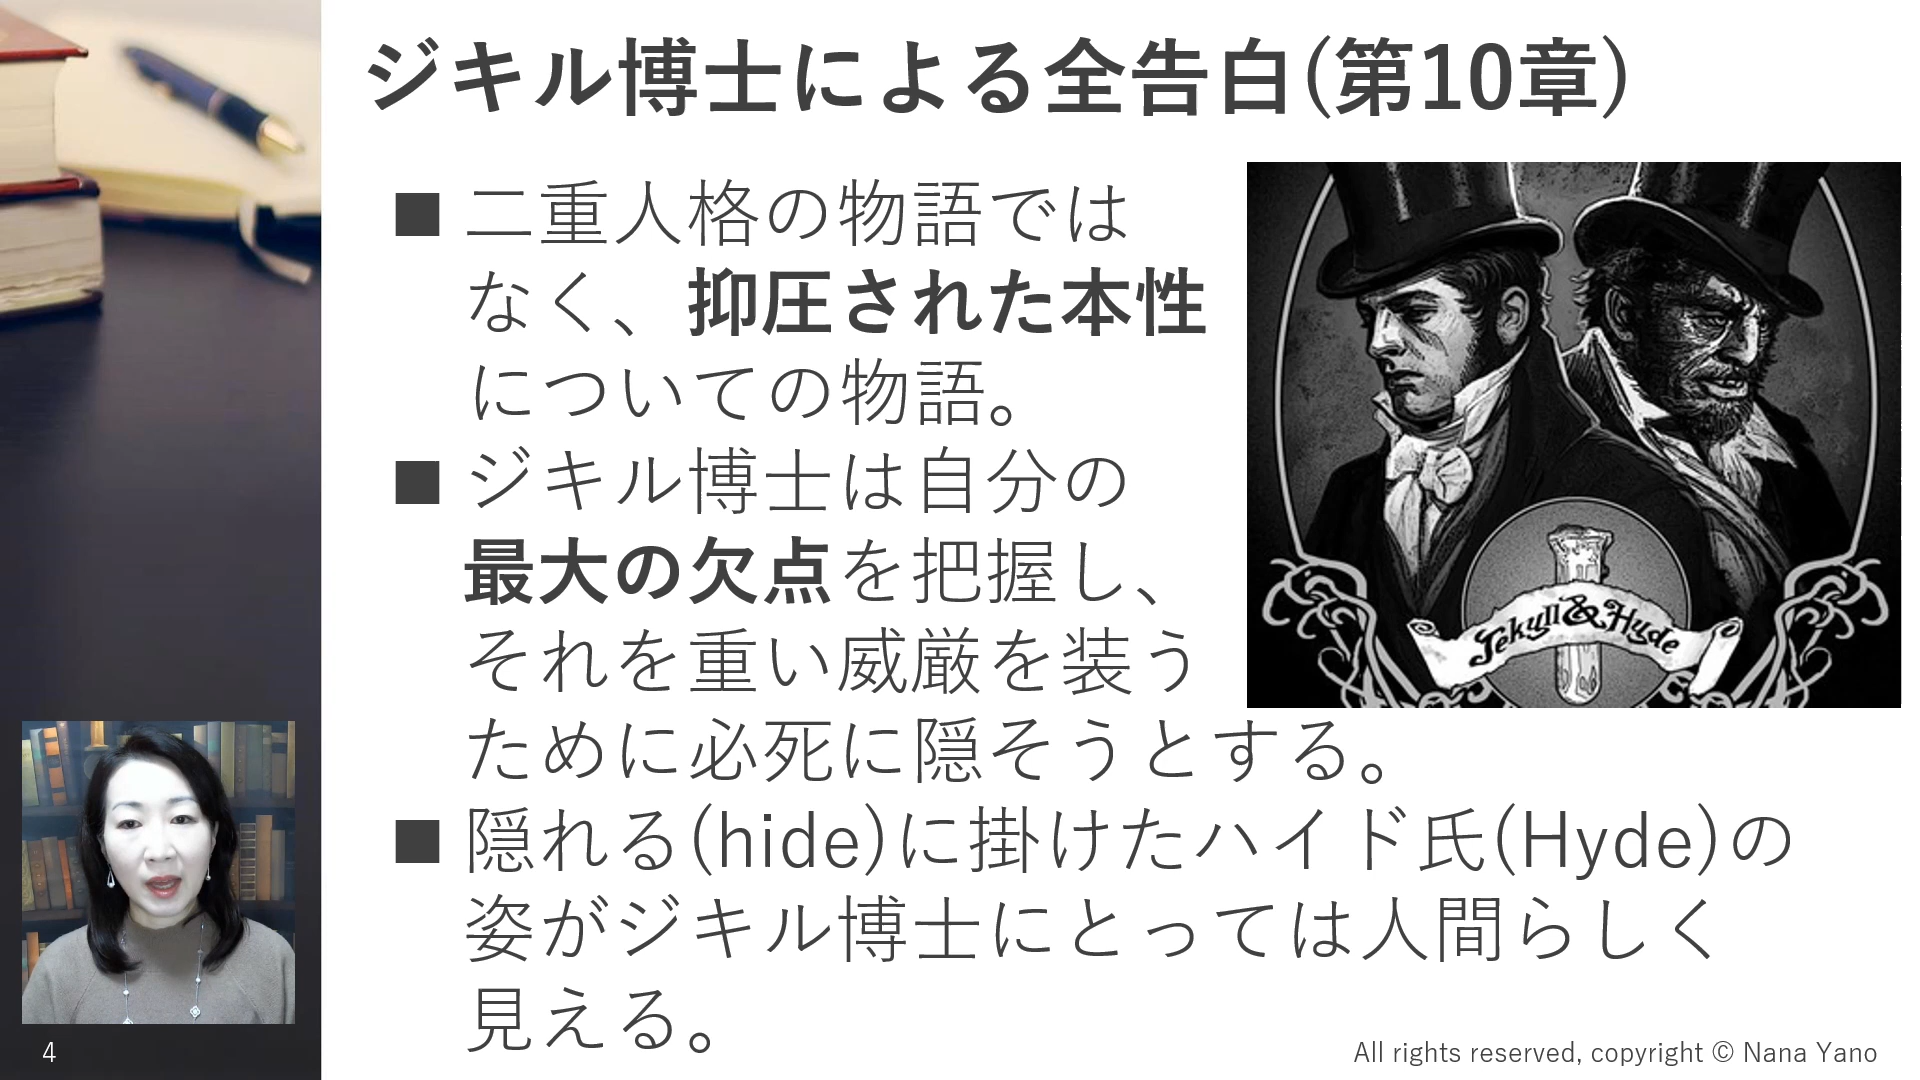 ジキル博士による全告白(第10章)
■二重人格の物語では
なく、抑圧された本性
についての物語。
■ジキル博士は自分の
最大の欠点を把握し、
それを重い威厳を装う
ために必死に隠そうとする。
■隠れる(hide)に掛けたハイド氏(Hyde)の
姿がジキル博士にとっては人間らしく
見える。
Jekyll & Hyde
4
All rights reserved, copyright © Nana Yano